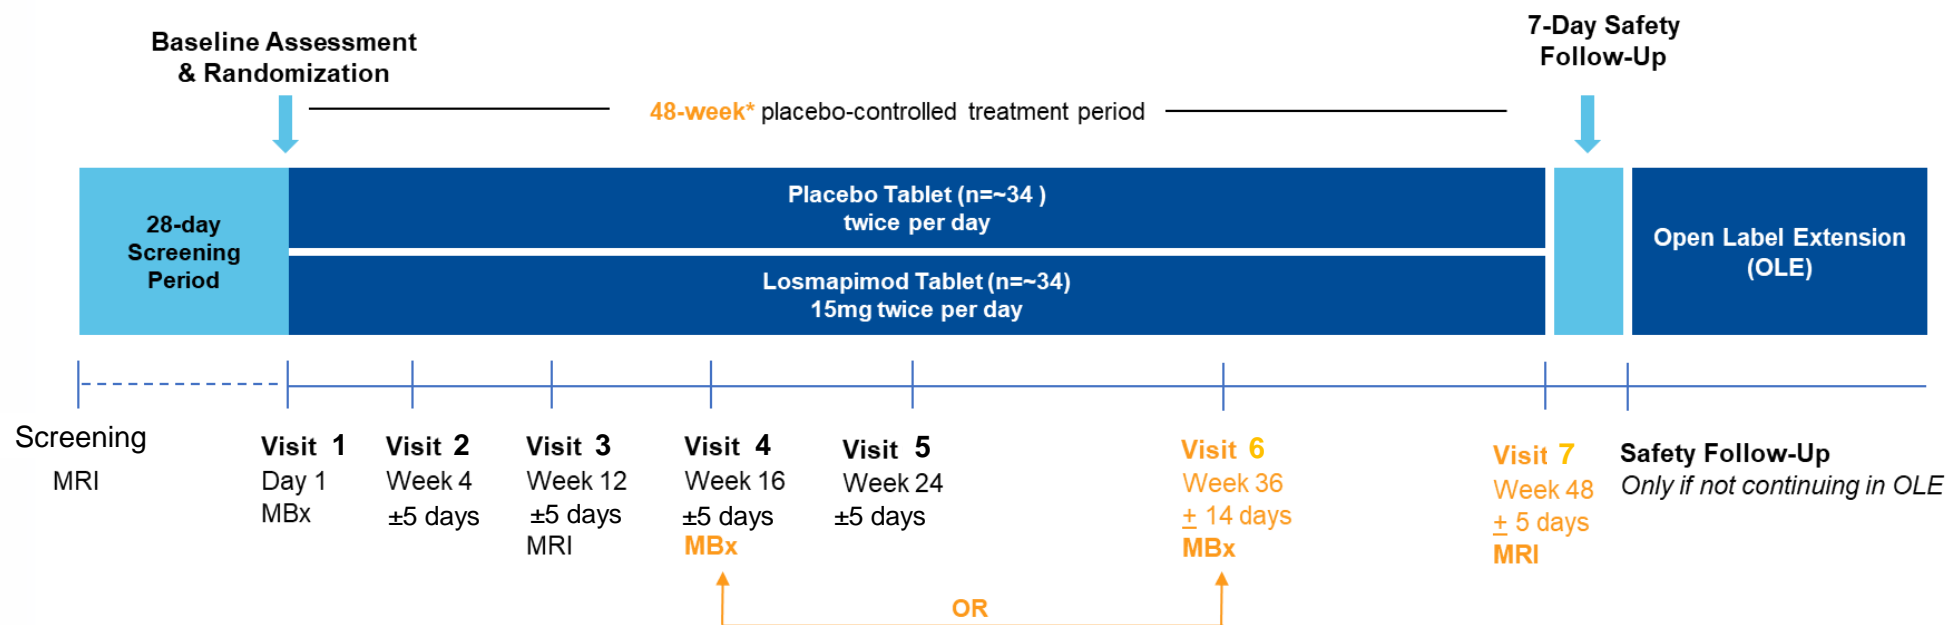 Baseline Assessment
& Randomization
7-Day Safety
Follow-Up
48-week* placebo-controlled treatment period
28-day
Screening
Period
Placebo Tablet (n=~34 )
twice per day
Losmapimod Tablet (n=~34)
15mg twice per day
Open Label Extension
(OLE)
Screening
MRI
Visit 1
Day 1
MBx
Visit 2
Week 4
±5 days
Visit 3
Week 12
±5 days
MRI
Visit 4
Week 16
±5 days
MBx
Visit 5
Week 24
±5 days
Visit 6
Week 36
± 14 days
MBx
Visit 7
Week 48
± 5 days
MRI
Safety Follow-Up
Only if not continuing in OLE
OR